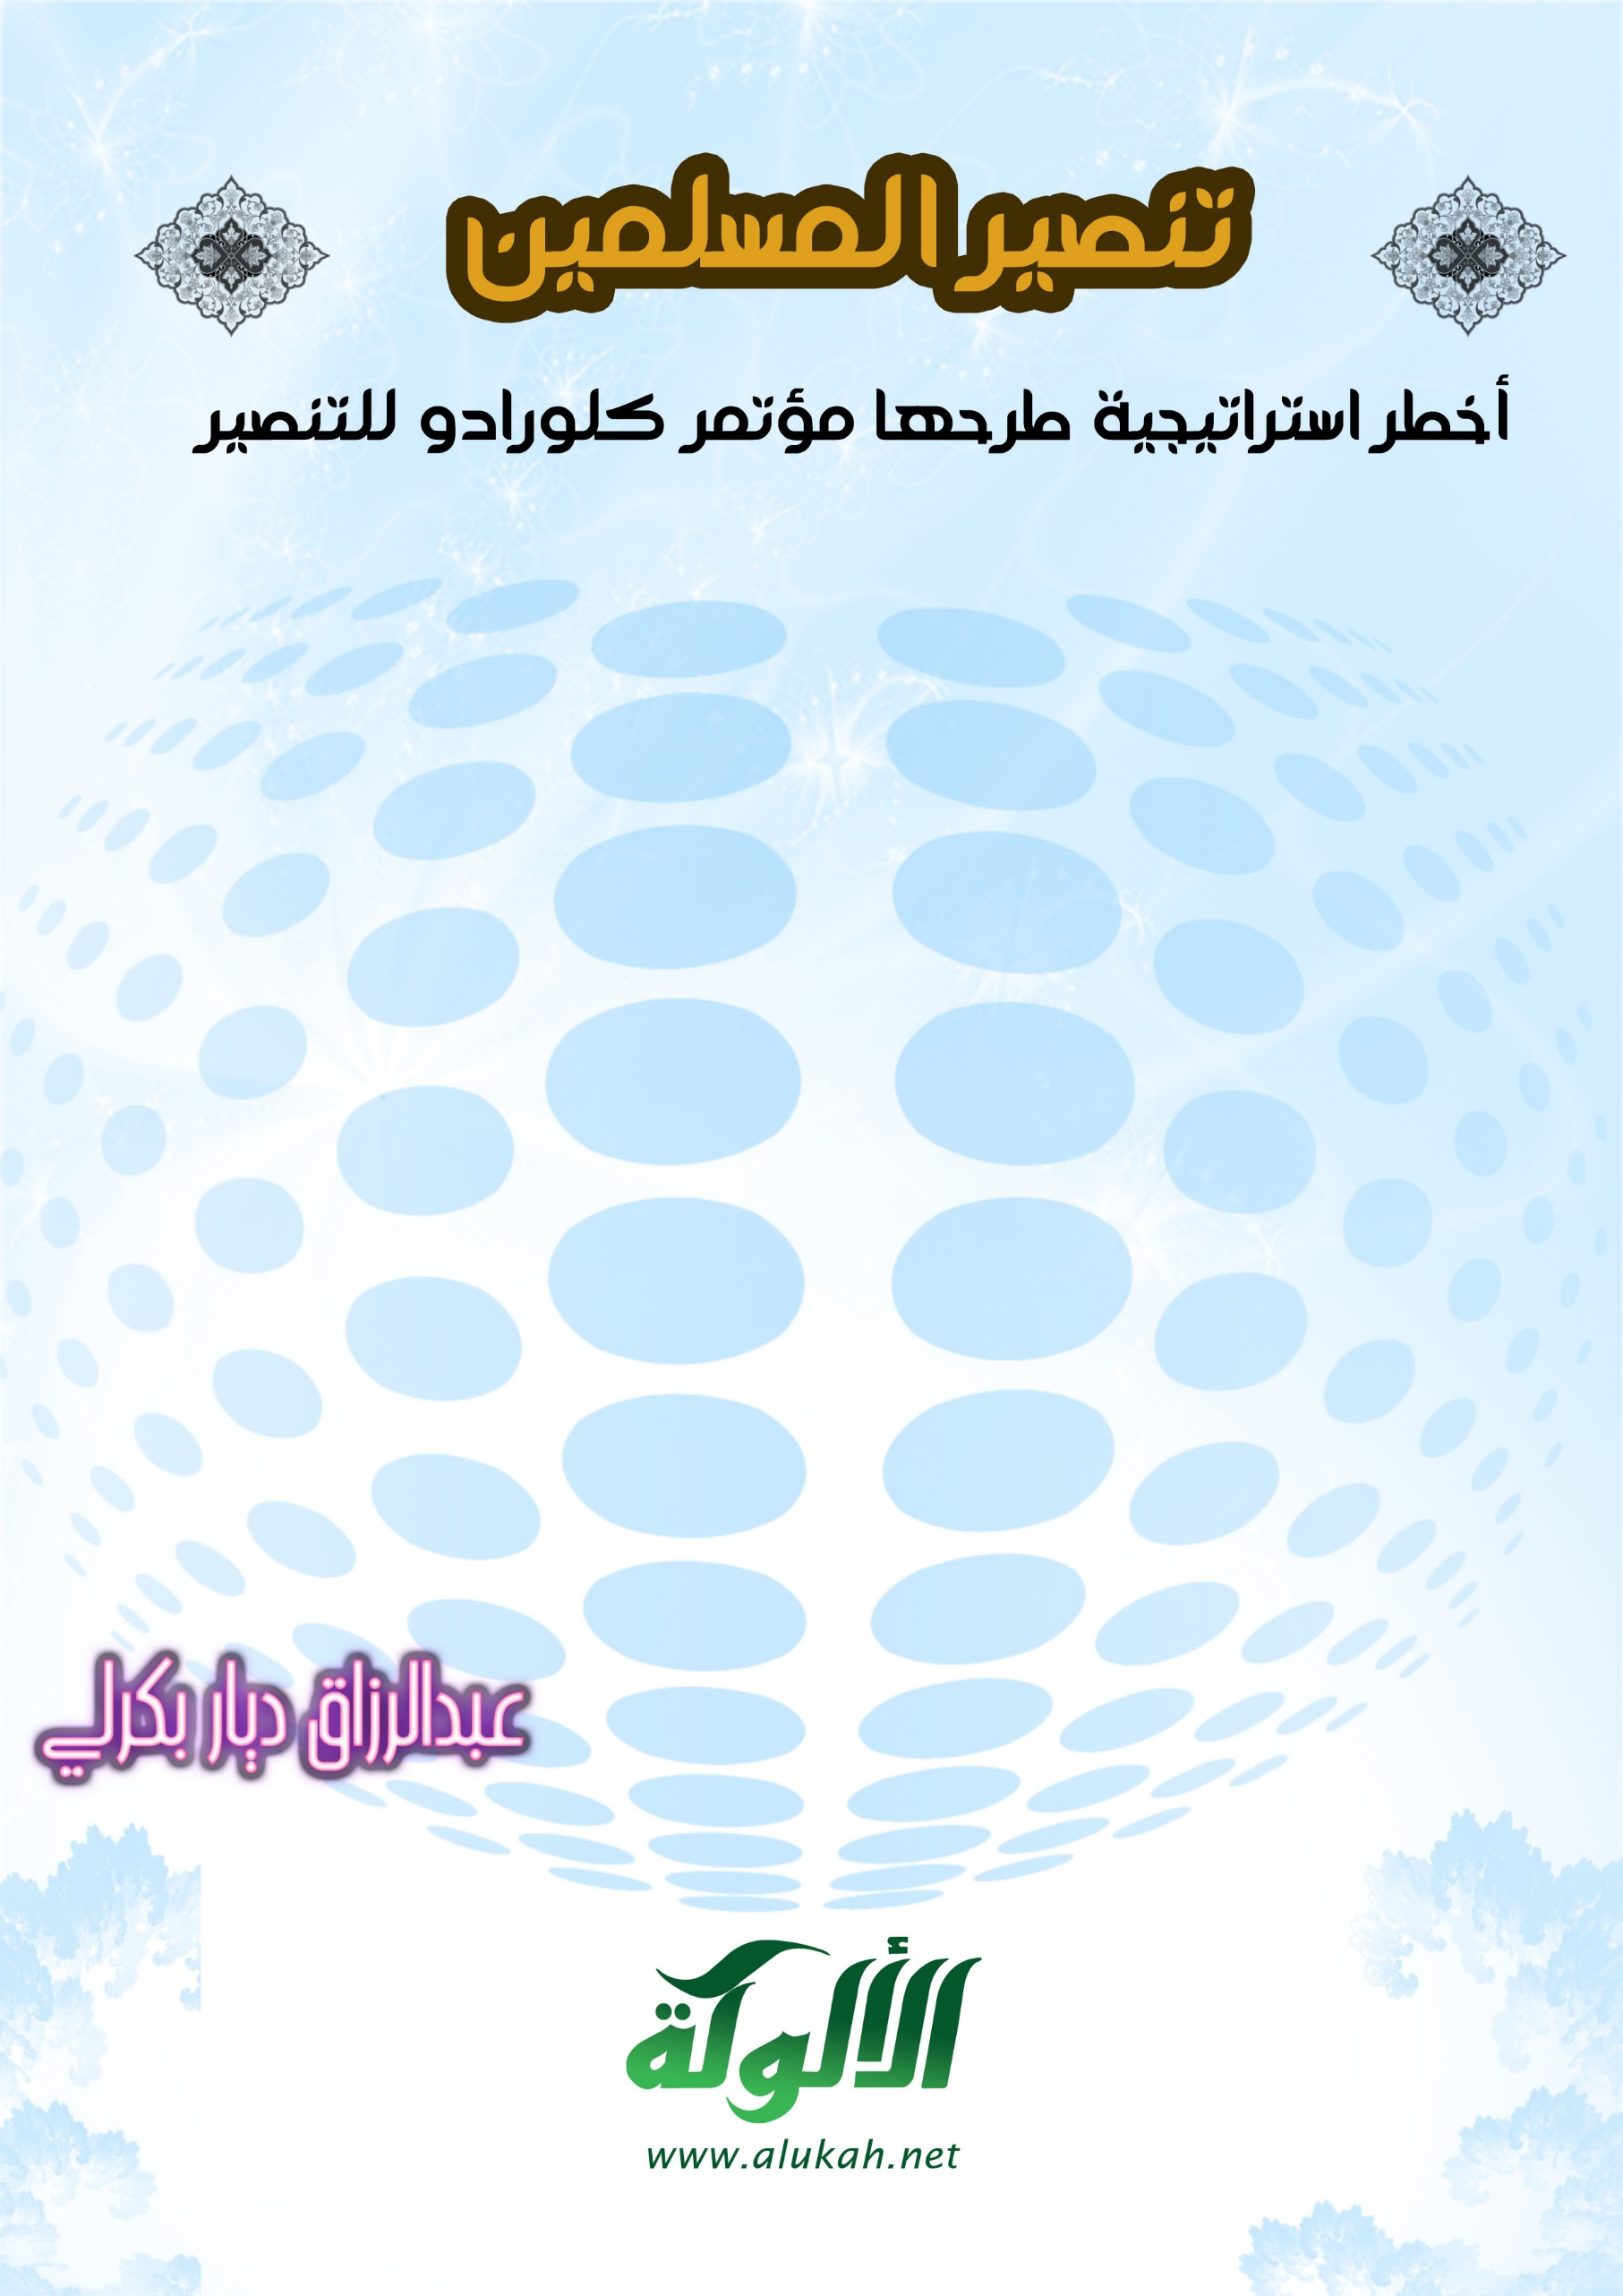 تنصير المسلمين
أخطر استراتيجية طرحها مؤتمر كلورادو للتنصير
عبدالرزاق ديار بكرلي
الألوكة
www.alukah.net